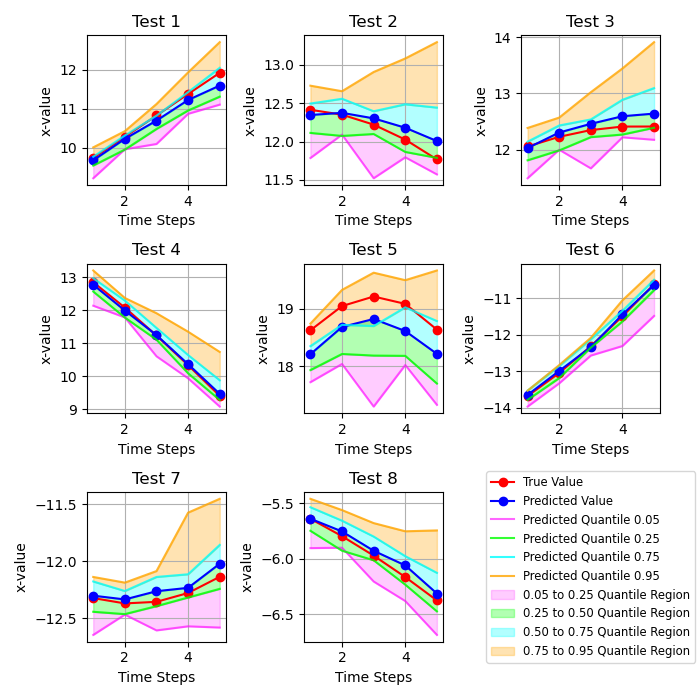 Test 1
Test 2
Test 3
x-value
12
11
10
2
4
Time Steps
x-value
13.0
12.5
12.0
11.5
2
4
Time Steps
x-value
14
13
12
2
4
Time Steps
Test 4
Test 5
Test 6
x-value
13
12
11
10
9
2
4
Time Steps
x-value
19
18
2
4
Time Steps
x-value
−11
−12
−13
−14
2
4
Time Steps
Test 7
Test 8
x-value
−11.5
−12.0
−12.5
2
4
Time Steps
x-value
−5.5
−6.0
−6.5
2
4
Time Steps
True Value
Predicted Value
Predicted Quantile 0.05
Predicted Quantile 0.25
Predicted Quantile 0.75
Predicted Quantile 0.95
0.05 to 0.25 Quantile Region
0.25 to 0.50 Quantile Region
0.50 to 0.75 Quantile Region
0.75 to 0.95 Quantile Region